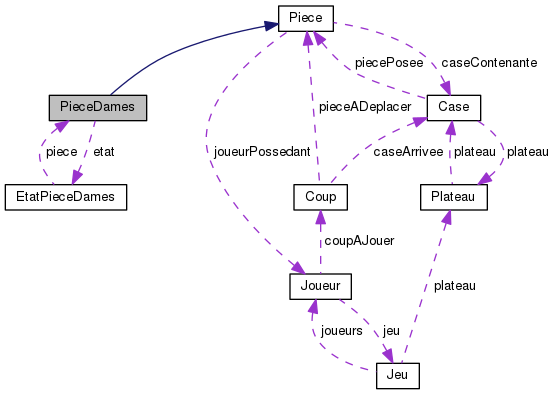 Piece
piecePosee
caseContenante
PieceDames
pieceADeplacer
Case
piece
etat
joueurPossedant
caseArrivee
plateau
plateau
EtatPieceDames
Coup
Plateau
coupAJouer
Joueur
plateau
joueurs
jeu
Jeu